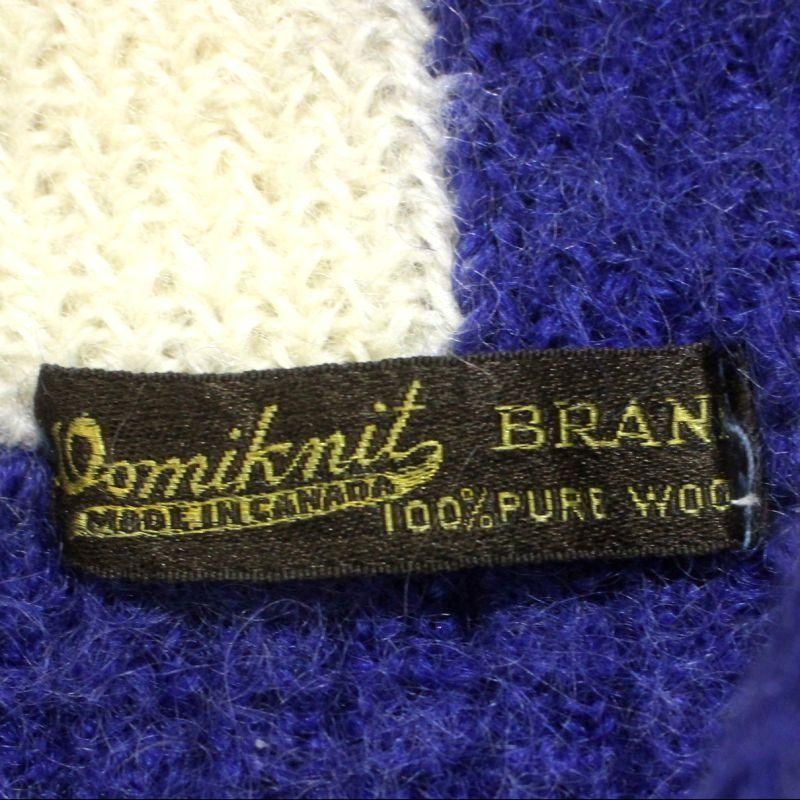 Domiknit BRAN
MADE IN CANADA
100% PURE WOO